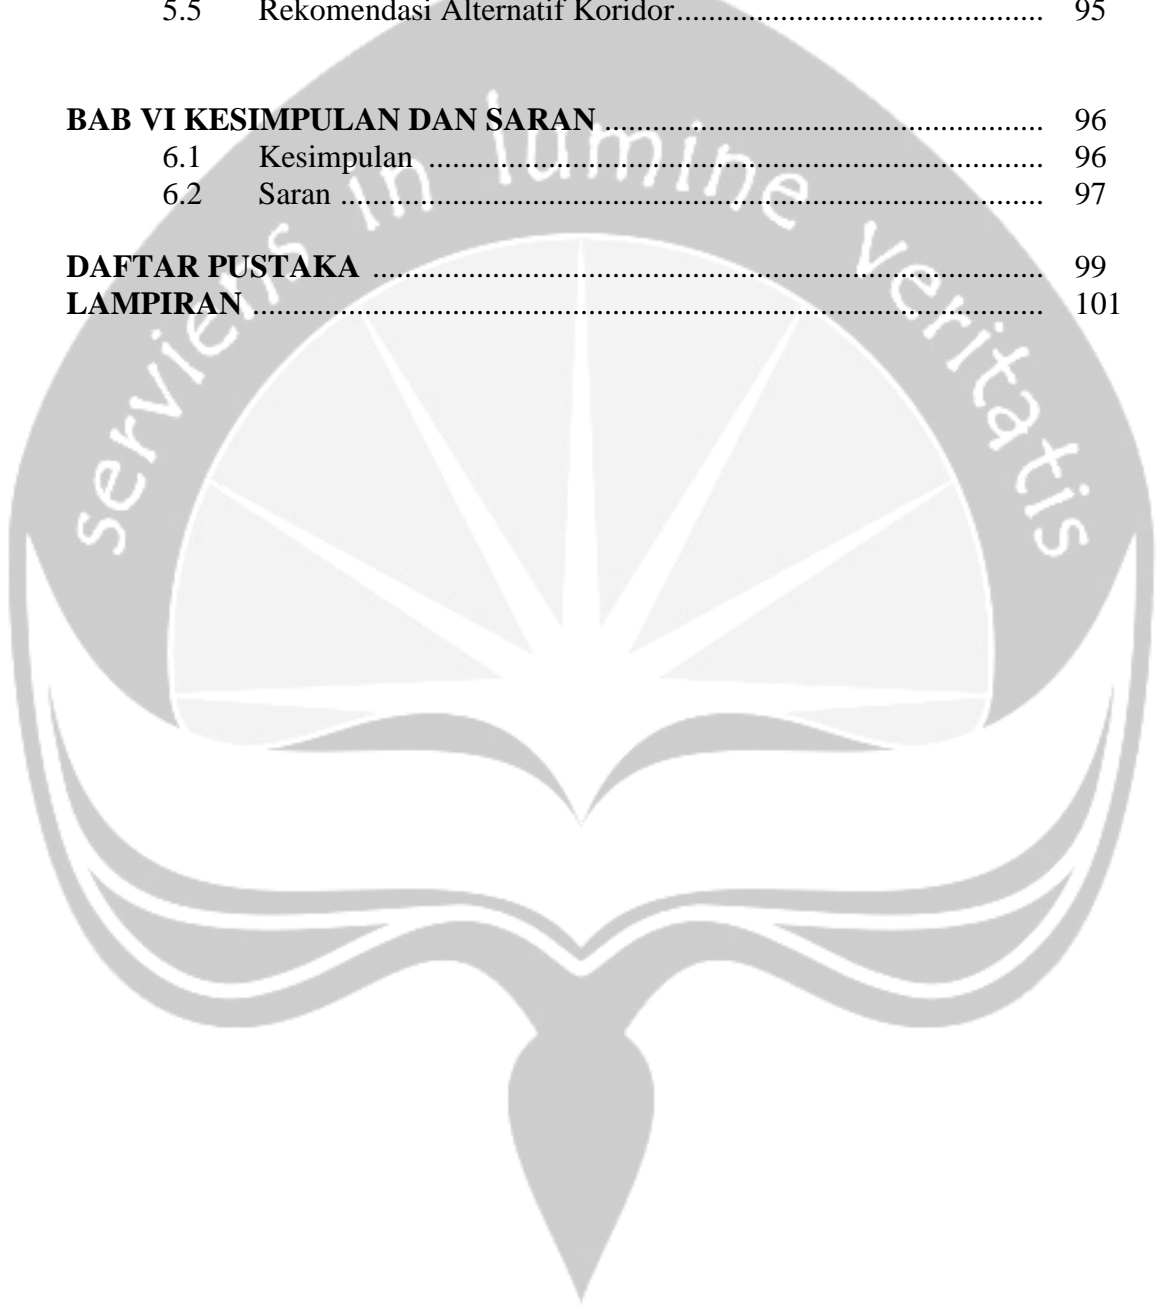 5.5 Rekomendasi Alternatif Koridor........................................... 95
BAB VI KESIMPULAN DAN SARAN ...................................................... 96
6.1 Kesimpulan ........................................................................... 96
6.2 Saran ...................................................................................... 97
DAFTAR PUSTAKA .................................................................................. 99
LAMPIRAN ................................................................................................. 101
serviens in lumine veritatis